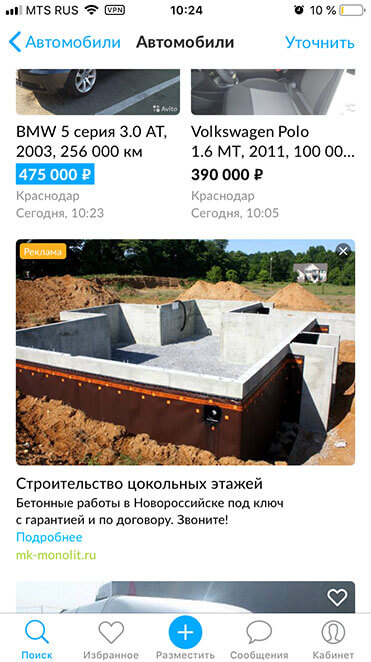 MTS RUS VPN 10:24 10 %
Автомобили Автомобили Уточнить
Avito
BMW 5 серия 3.0 AT,
2003, 256 000 км
475 000 ₽
Краснодар
Сегодня, 10:23
Volkswagen Polo
1.6 MT, 2011, 100 00...
390 000 ₽
Краснодар
Сегодня, 10:05
Реклама
Строительство цокольных этажей
Бетонные работы в Новороссийске под ключ
с гарантией и по договору. Звоните!
Подробнее
mk-monolit.ru
Поиск Избранное Разместить Сообщения Кабинет